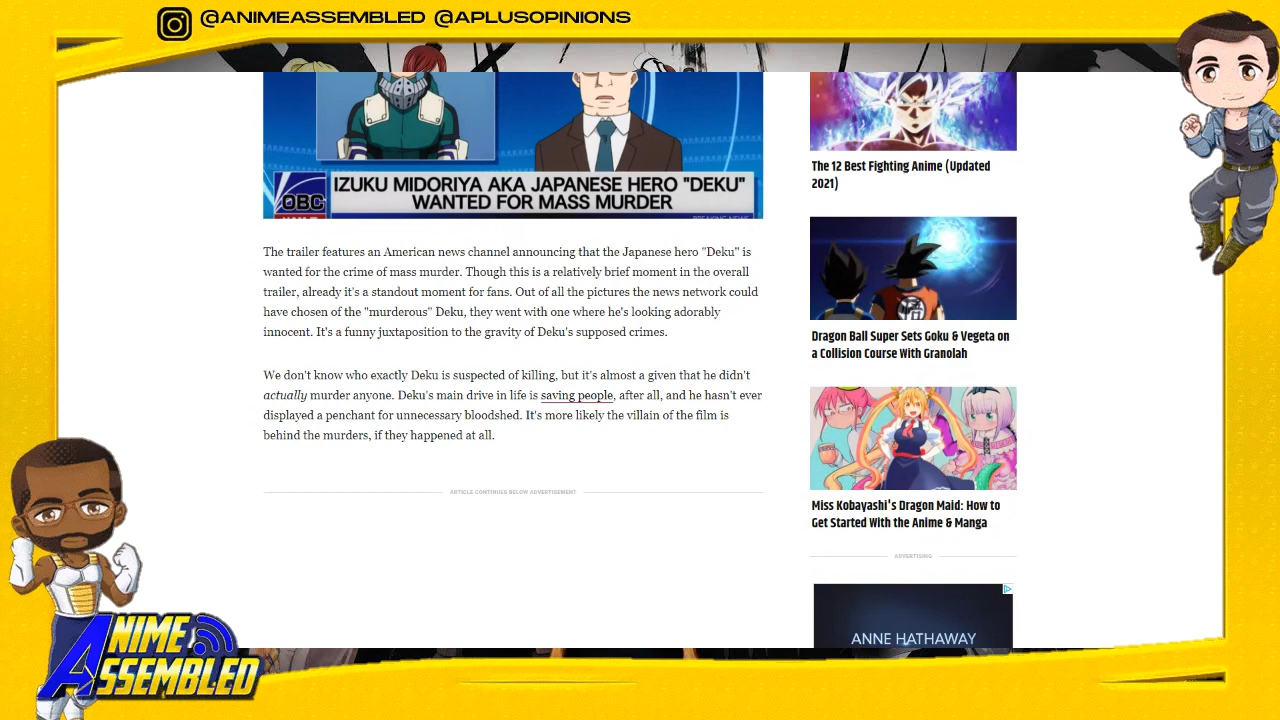 @ANIMEASSEMBLED @APLUSOPINIONS
OBC
IZUKU MIDORIYA AKA JAPANESE HERO "DEKU"
WANTED FOR MASS MURDER
BREAKING NEWS
The trailer features an American news channel announcing that the Japanese hero "Deku" is
wanted for the crime of mass murder. Though this is a relatively brief moment in the overall
trailer, already it's a standout moment for fans. Out of all the pictures the news network could
have chosen of the "murderous" Deku, they went with one where he's looking adorably
innocent. It's a funny juxtaposition to the gravity of Deku's supposed crimes.
We don't know who exactly Deku is suspected of killing, but it's almost a given that he didn't
actually murder anyone. Deku's main drive in life is saving people, after all, and he hasn't ever
displayed a penchant for unnecessary bloodshed. It's more likely the villain of the film is
behind the murders, if they happened at all.
ARTICLE CONTINUES BELOW ADVERTISEMENT
The 12 Best Fighting Anime (Updated
2021)
Dragon Ball Super Sets Goku & Vegeta on
a Collision Course With Granolah
Miss Kobayashi's Dragon Maid: How to
Get Started With the Anime & Manga
ADVERTISING
ANNE HATHAWAY
ANIME
ASSEMBLED